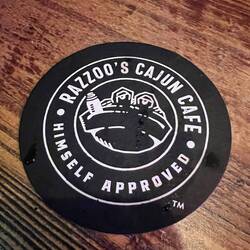 • RAZZOO'S CAJUN CAFE •
HIMSELF APPROVED
TM